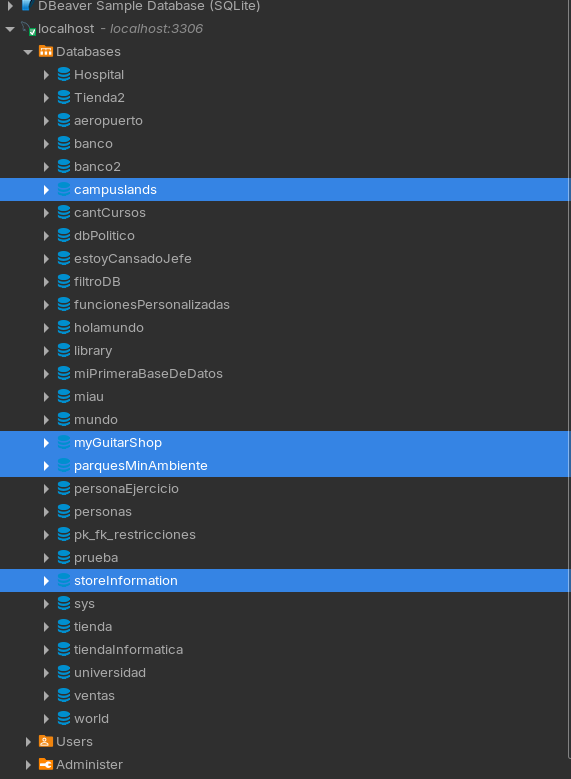 DBeaver Sample Database (SQLite)
localhost - localhost:3306
Databases
Hospital
Tienda2
aeropuerto
banco
banco2
campuslands
cantCursos
dbPolitico
estoyCansadoJefe
filtroDB
funcionesPersonalizadas
holamundo
library
miPrimeraBaseDeDatos
miau
mundo
myGuitarShop
parquesMinAmbiente
personaEjercicio
personas
pk_fk_restricciones
prueba
storeInformation
sys
tienda
tiendaInformatica
universidad
ventas
world
Users
Administer